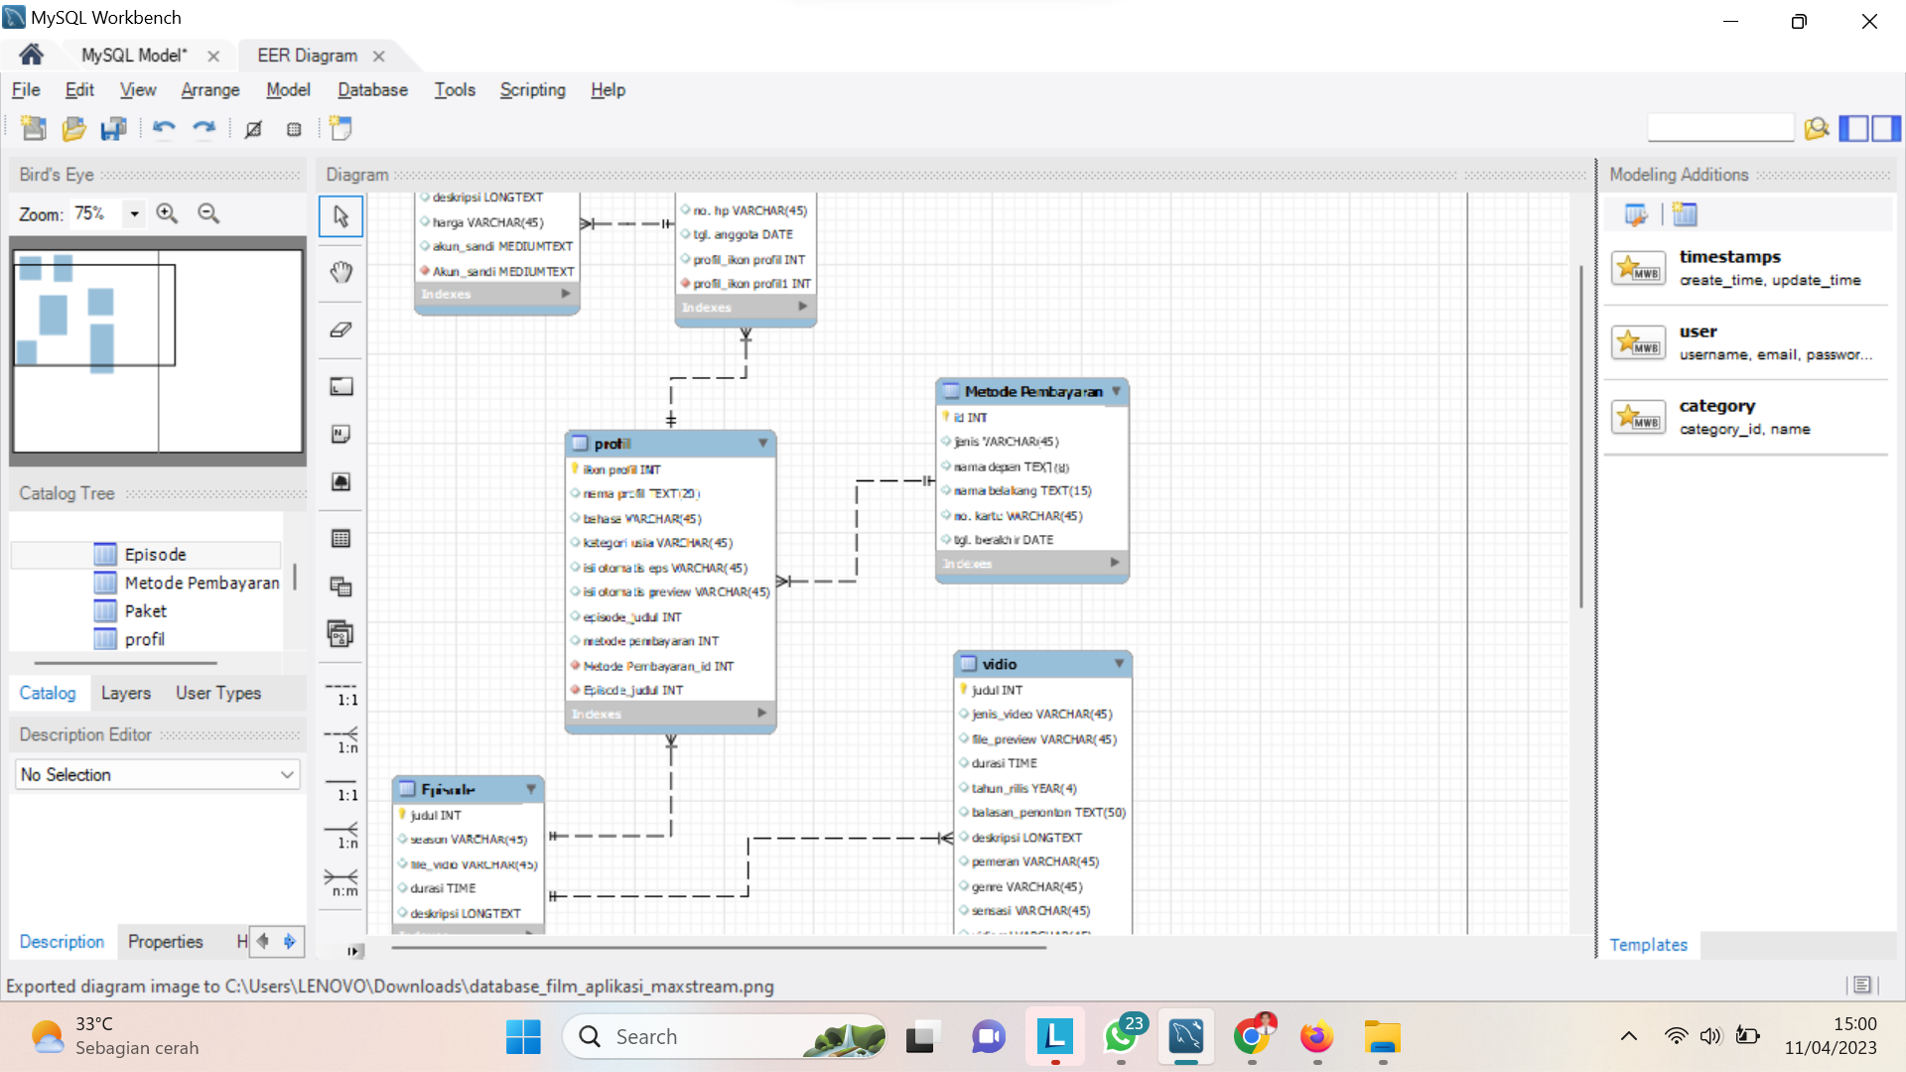 MySQL Workbench
MySQL Model*
EER Diagram
File Edit View Arrange Model Database Tools Scripting Help
Bird's Eye
Zoom: 75%
Catalog Tree
Episode
Metode Pembayaran
Paket
profil
Catalog Layers User Types
Description Editor
No Selection
Description Properties H
Diagram
1:1
1:n
1:1
1:n
n:m
deskripsi LONGTEXT
harga VARCHAR(45)
akun_sandi MEDIUMTEXT
Akun_sandi MEDIUMTEXT
Indexes
no. hp VARCHAR(45)
tgl. anggota DATE
profil_ikon profil INT
profil_ikon profil1 INT
Indexes
profil
ikon profil INT
nama profil TEXT(20)
bahasa VARCHAR(45)
kategori usia VARCHAR(45)
isi otomatis eps VARCHAR(45)
isi otomatis preview VARCHAR(45)
episode_judul INT
metode pembayaran INT
Metode Pembayaran_id INT
Episode_judul INT
Indexes
Metode Pembayaran
id INT
jenis VARCHAR(45)
nama depan TEXT(8)
nama belakang TEXT(15)
no. kartu VARCHAR(45)
tgl. berakhir DATE
Indexes
Episode
judul INT
season VARCHAR(45)
file_vidio VARCHAR(45)
durasi TIME
deskripsi LONGTEXT
vidio
judul INT
jenis_video VARCHAR(45)
file_preview VARCHAR(45)
durasi TIME
tahun_rilis YEAR(4)
balasan_penonton TEXT(50)
deskripsi LONGTEXT
pemeran VARCHAR(45)
genre VARCHAR(45)
sensasi VARCHAR(45)
Modeling Additions
timestamps
create_time, update_time
user
username, email, passwor...
category
category_id, name
Templates
Exported diagram image to C:\Users\LENOVO\Downloads\database_film_aplikasi_maxstream.png
33°C
Sebagian cerah
Search
23
15:00
11/04/2023